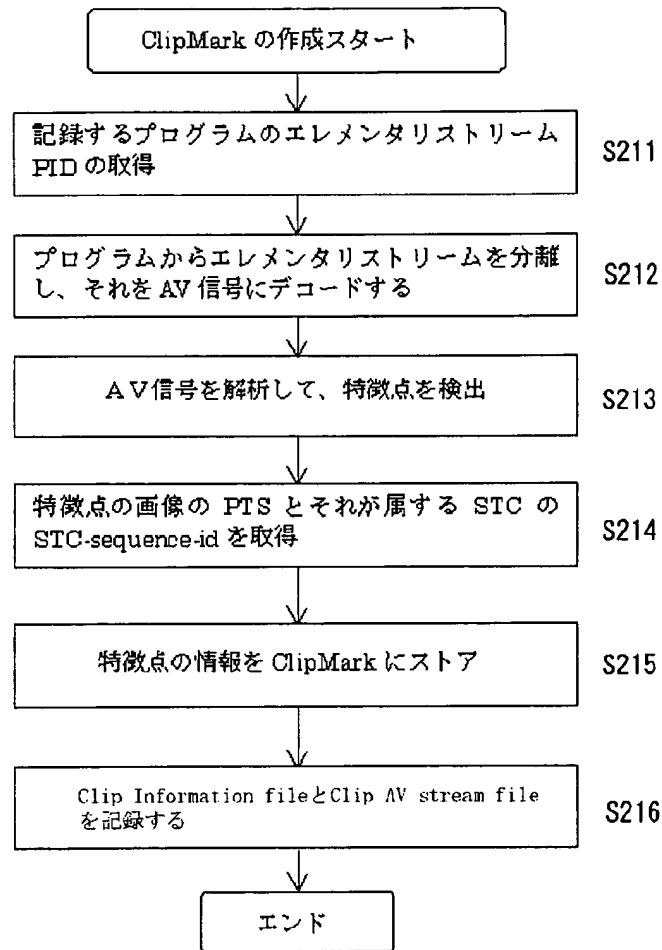 ClipMark の作成スタート
記録するプログラムのエレメンタリストリーム
PID の取得
S211
プログラムからエレメンタリストリームを分離
し、それを AV 信号にデコードする
S212
ＡＶ信号を解析して、特徴点を検出
S213
特徴点の画像の PTS とそれが属する STC の
STC-sequence-id を取得
S214
特徴点の情報を ClipMark にストア
S215
Clip Information fileとClip AV stream file
を記録する
S216
エンド